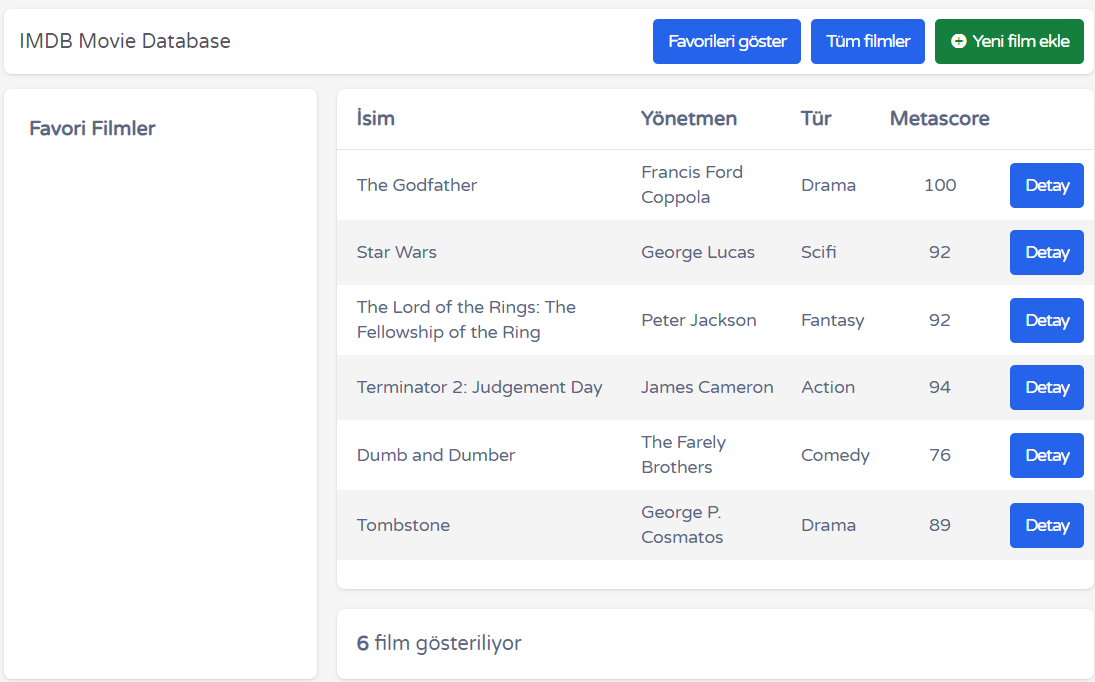 IMDB Movie Database
Favorileri göster
Tüm filmler
Yeni film ekle
Favori Filmler
İsim Yönetmen Tür Metascore
The Godfather Francis Ford Coppola Drama 100 Detay
Star Wars George Lucas Scifi 92 Detay
The Lord of the Rings: The Fellowship of the Ring Peter Jackson Fantasy 92 Detay
Terminator 2: Judgement Day James Cameron Action 94 Detay
Dumb and Dumber The Farely Brothers Comedy 76 Detay
Tombstone George P. Cosmatos Drama 89 Detay
6 film gösteriliyor